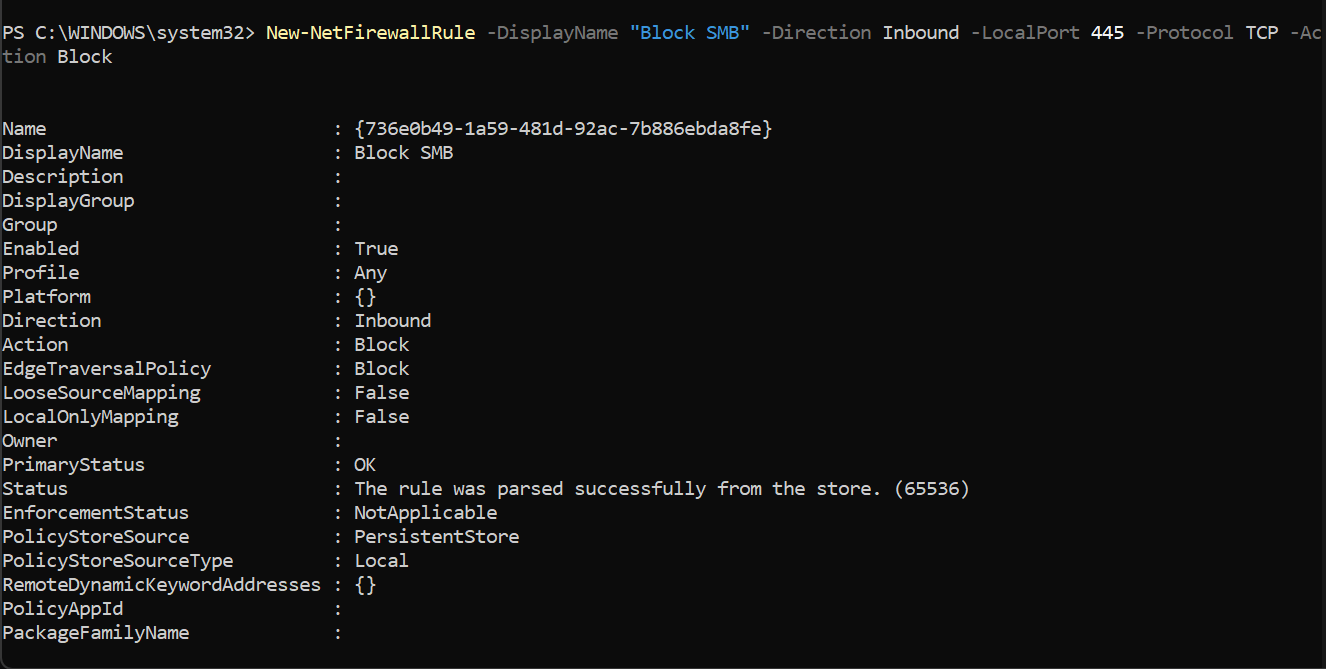 PS C:\WINDOWS\system32> New-NetFirewallRule -DisplayName "Block SMB" -Direction Inbound -LocalPort 445 -Protocol TCP -Ac
tion Block
Name                             : {736e0b49-1a59-481d-92ac-7b886ebda8fe}
DisplayName                      : Block SMB
Description                      :
DisplayGroup                     :
Group                            :
Enabled                          : True
Profile                          : Any
Platform                         : {}
Direction                        : Inbound
Action                           : Block
EdgeTraversalPolicy              : Block
LooseSourceMapping               : False
LocalOnlyMapping                 : False
Owner                            :
PrimaryStatus                    : OK
Status                           : The rule was parsed successfully from the store. (65536)
EnforcementStatus                : NotApplicable
PolicyStoreSource                : PersistentStore
PolicyStoreSourceType            : Local
RemoteDynamicKeywordAddresses : {}
PolicyAppId                      :
PackageFamilyName                :